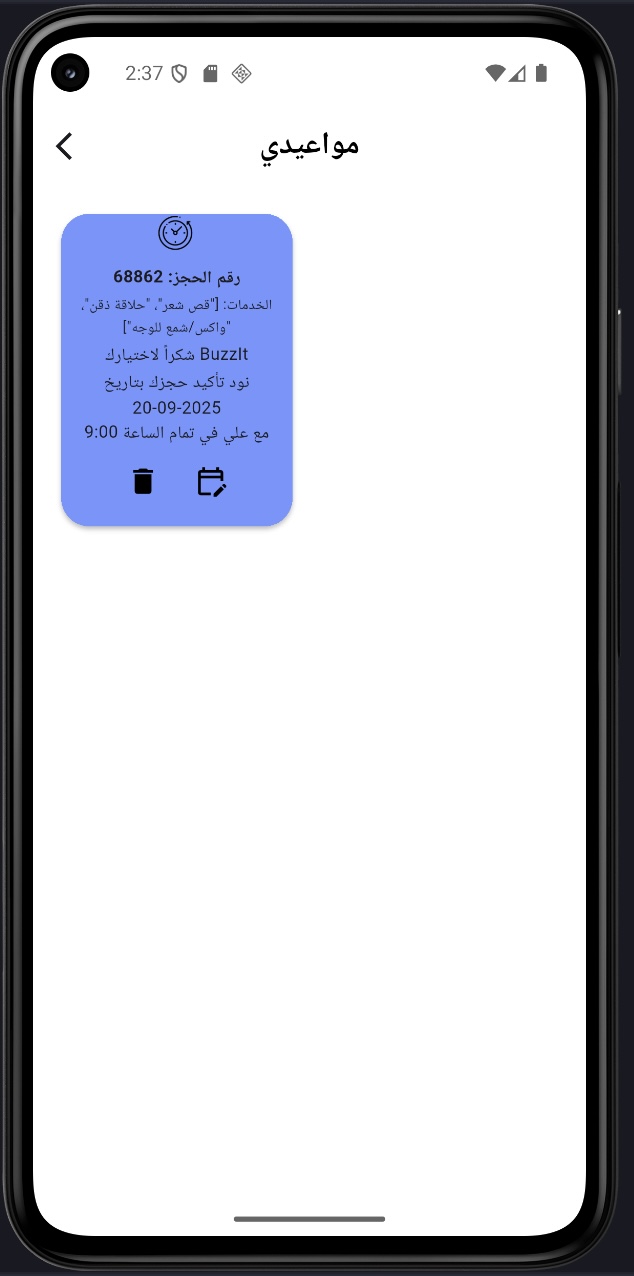 2:37
مواعيدي
رقم الحجز: 68862
الخدمات: ["قص شعر"، "حلاقة ذقن"،
"واكس/شمع للوجه"]
BuzzIt شكراً لاختيارك
نود تأكيد حجزك بتاريخ
20-09-2025
مع علي في تمام الساعة 9:00